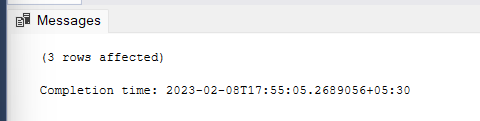 Messages
(3 rows affected)
Completion time: 2023-02-08T17:55:05.2689056+05:30